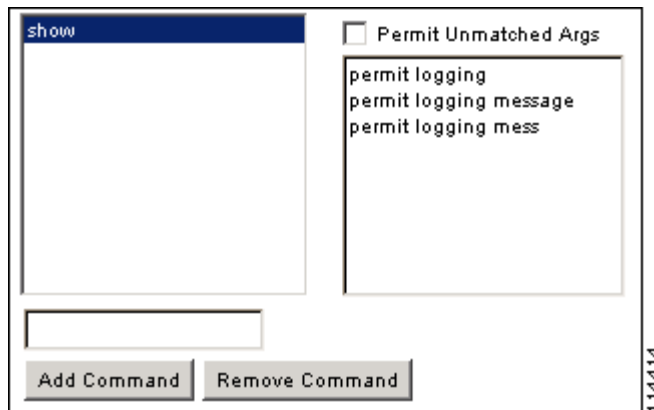 show
Permit Unmatched Args
permit logging
permit logging message
permit logging mess
Add Command
Remove Command
114414